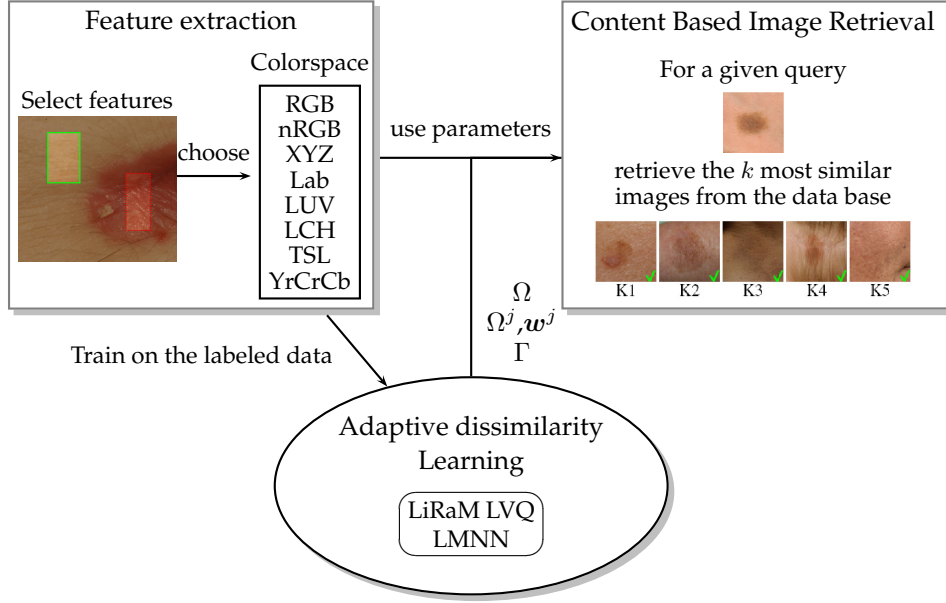 Feature extraction
Colorspace
Select features
choose
RGB
nRGB
XYZ
Lab
LUV
LCH
TSL
YrCrCb
use parameters
Content Based Image Retrieval
For a given query
retrieve the k most similar
images from the data base
K1 K2 K3 K4 K5
Ω
Ω^j,w^j
Γ
Train on the labeled data
Adaptive dissimilarity
Learning
LiRaM LVQ
LMNN